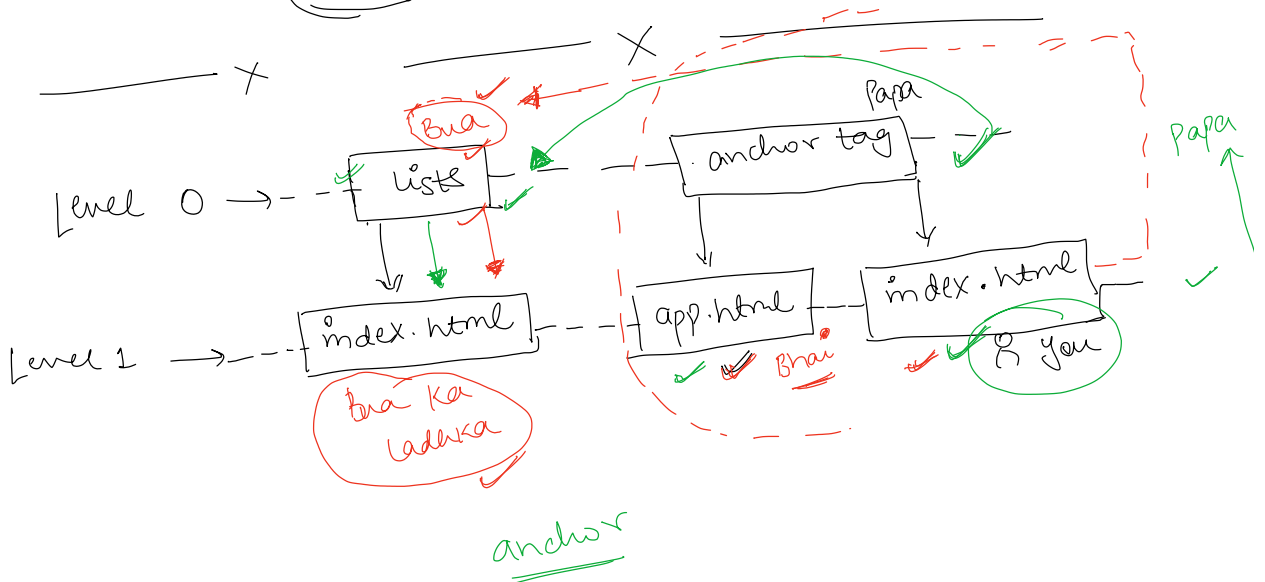 Papa
Bua
Papa
anchor tag
lists
Level 0
index.html
app.html
index.html
Level 1
Bhai
you
Bua Ka
ladhka
anchor